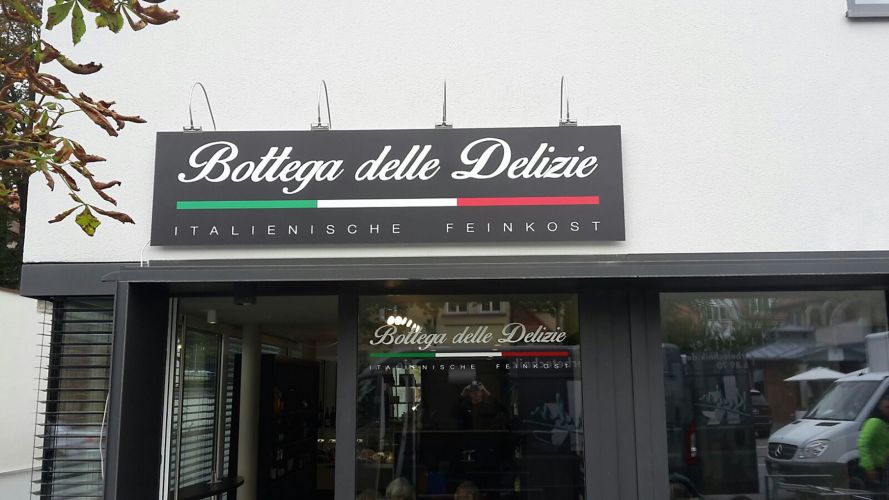 Bottega delle Delizie
ITALIENISCHE FEINKOST
Bottega delle Delizie
ITALIENISCHE FEINKOST